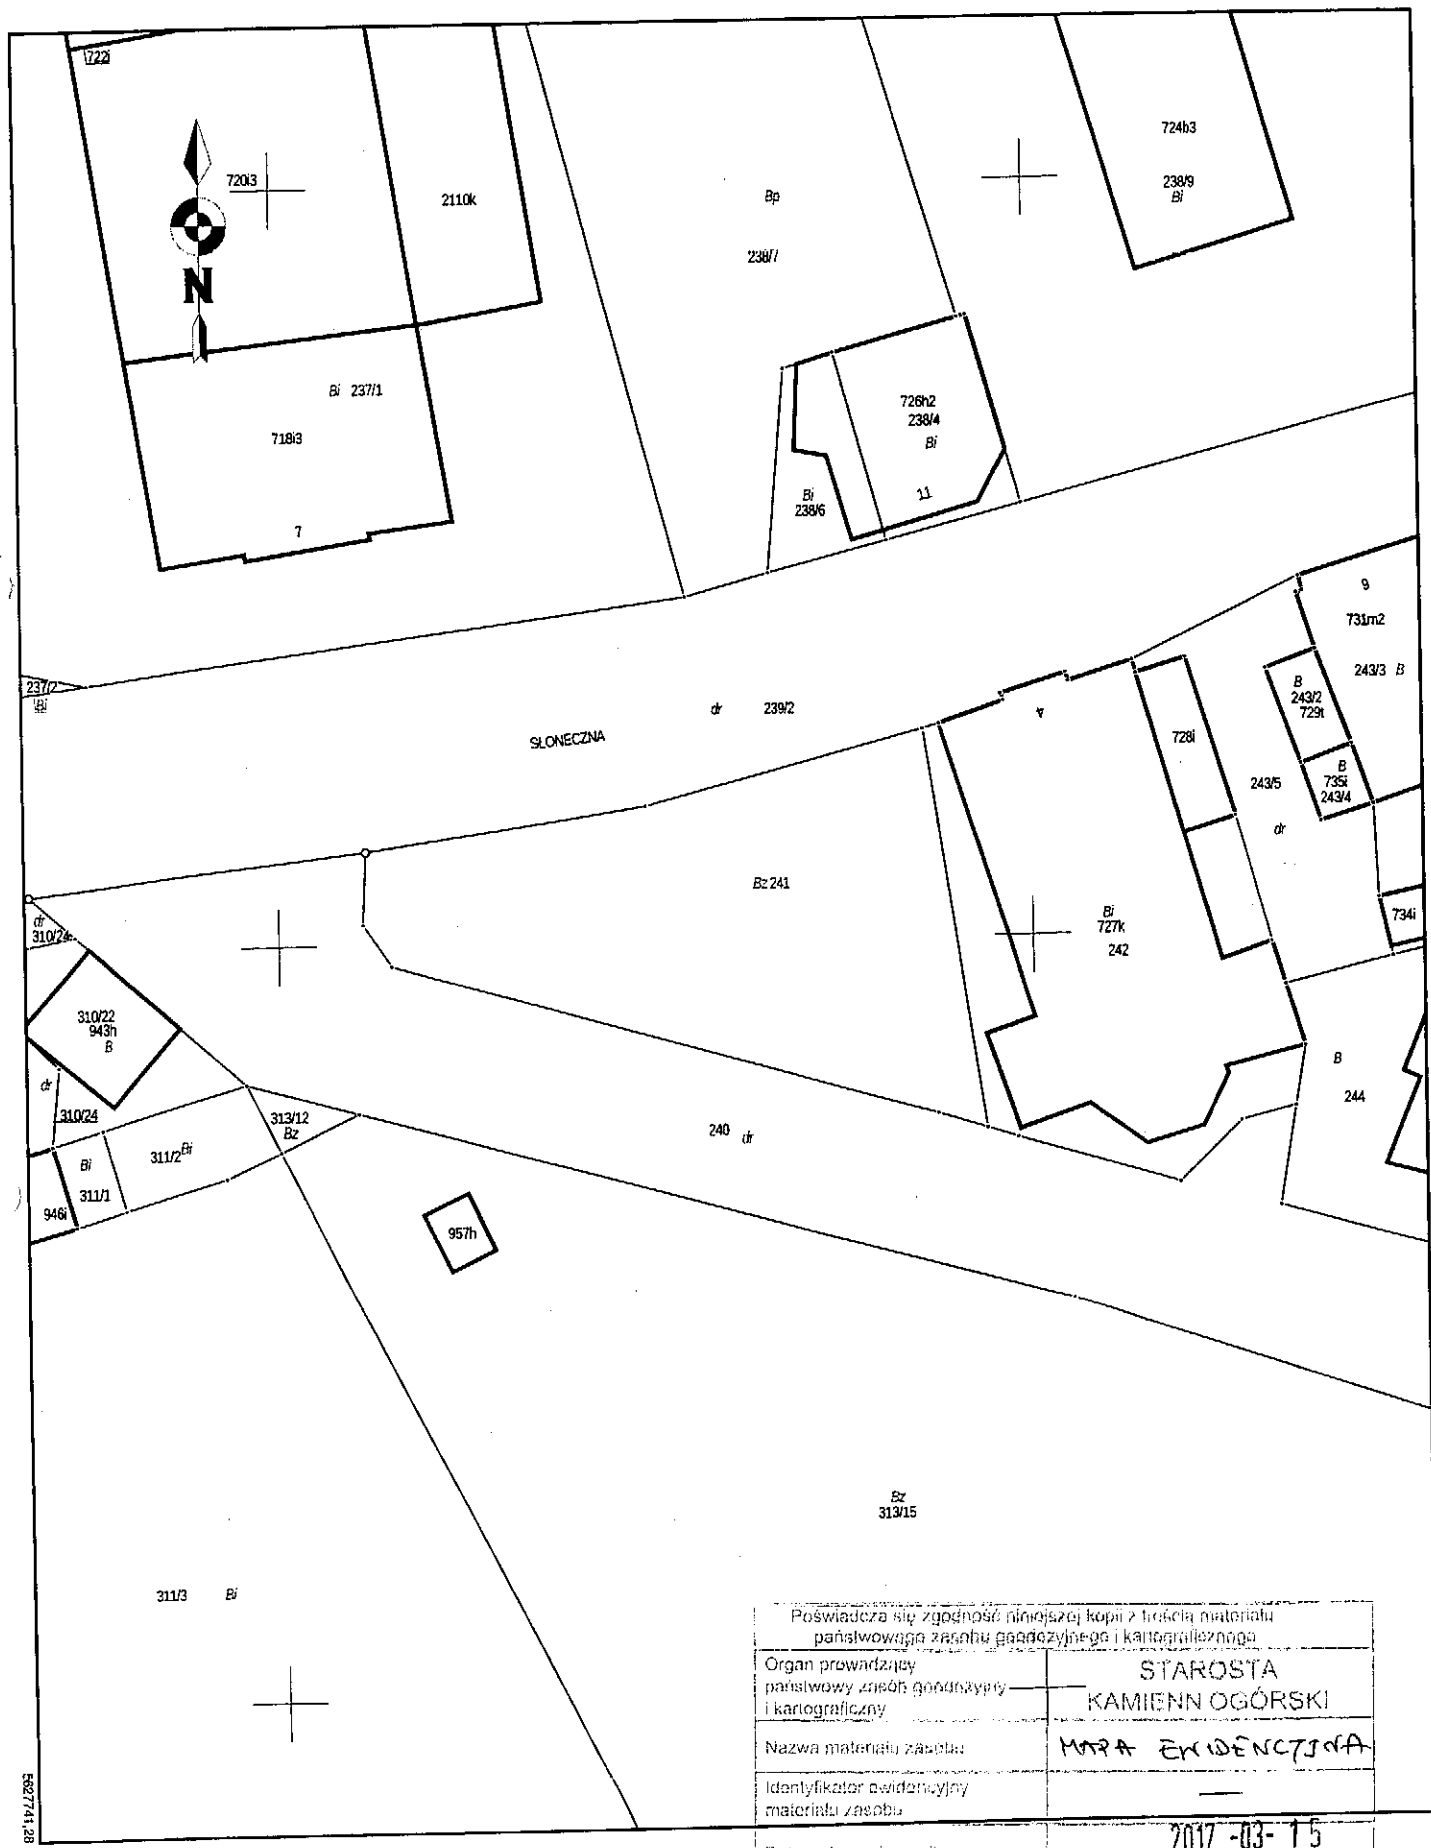 722i
724b3
720i3
2110k
238/9
Bi
Bp
238/7
N
Bi 237/1
726h2
238/4
Bi
718i3
11
Bi
238/6
7
9
731m2
243/3 B
B
243/2
729t
237/2
Bi
dr 239/2
4
SŁONECZNA
728i
B
735i
243/4
243/5
dr
Bz 241
Bi
727k
242
734i
dr
310/24
310/22
943h
B
dr
310/24
B
244
313/12
Bz
240 dr
311/2 Bi
Bi
311/1
946i
957h
Bz
313/15
311/3 Bi
Poświadcza się zgodność niniejszej kopii z treścią materiału
państwowego zasobu geodezyjnego i kartograficznego
Organ prowadzący
państwowy zasób geodezyjny
i kartograficzny
STAROSTA
KAMIENN OGÓRSKI
Nazwa materiału zasobu
MAPA EWIDENCYJNA
Identyfikator ewidencyjny
materiału zasobu
—
2017 -03- 15
5627741,28